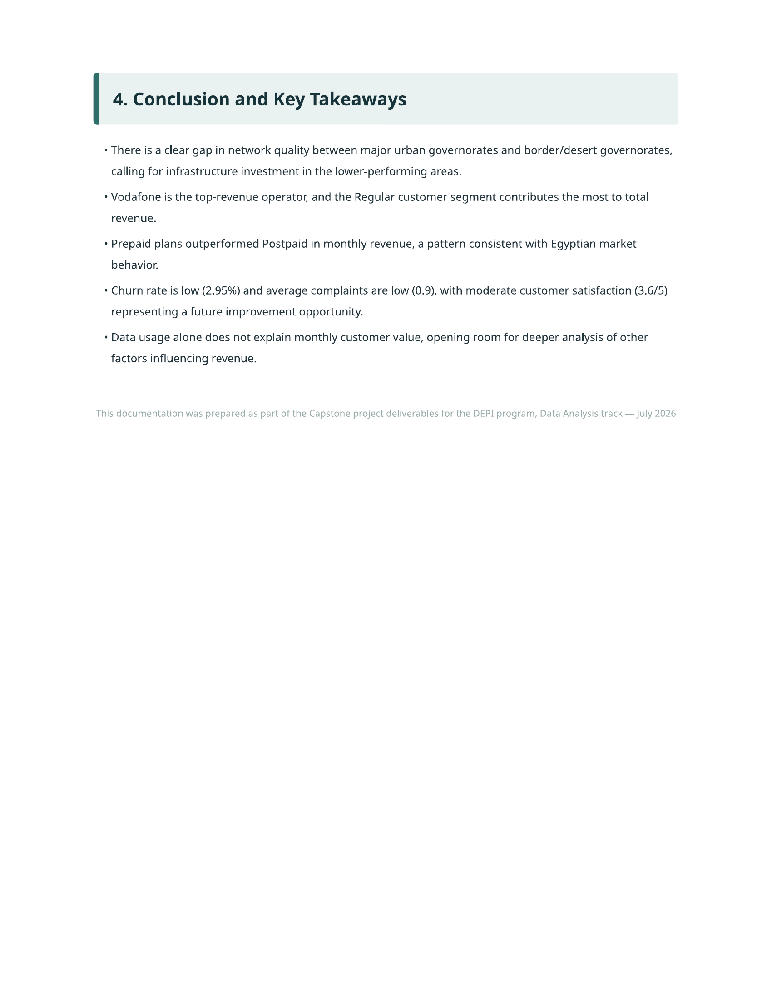 4. Conclusion and Key Takeaways
• There is a clear gap in network quality between major urban governorates and border/desert governorates,
calling for infrastructure investment in the lower-performing areas.
• Vodafone is the top-revenue operator, and the Regular customer segment contributes the most to total
revenue.
• Prepaid plans outperformed Postpaid in monthly revenue, a pattern consistent with Egyptian market
behavior.
• Churn rate is low (2.95%) and average complaints are low (0.9), with moderate customer satisfaction (3.6/5)
representing a future improvement opportunity.
• Data usage alone does not explain monthly customer value, opening room for deeper analysis of other
factors influencing revenue.
This documentation was prepared as part of the Capstone project deliverables for the DEPI program, Data Analysis track — July 2026